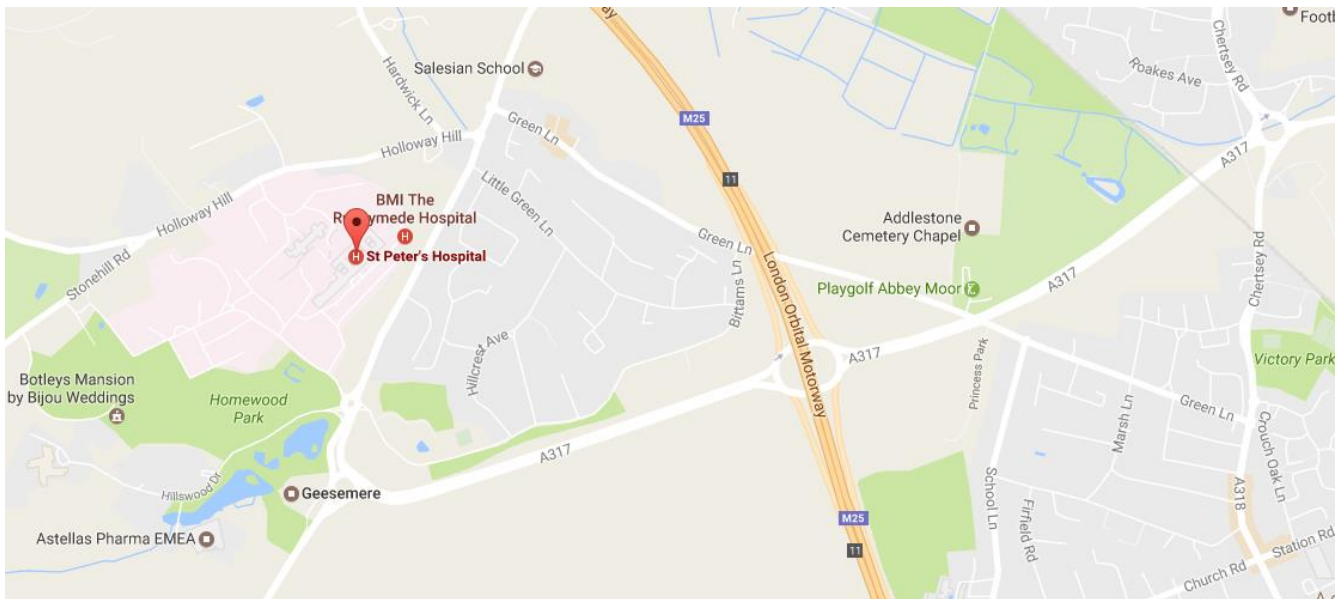 Footb
Chertsey Rd
Roakes Ave
Salesian School
Hardwick Ln
Green Ln
M25
A317
Holloway Hill
11
Little Green Ln
BMI The
Hospital
St Peter's Hospital
Holloway Hill
Addlestone
Cemetery Chapel
Green Ln
Stonehill Rd
London Orbital Motorway
Bittams Ln
Playgolf Abbey Moor
A317
Chertsey Rd
Hillcrest Ave
A317
Princess Park
Victory Park
Botleys Mansion
by Bijou Weddings
Homewood
Park
Marsh Ln
Green Ln
Crouch Oak Ln
A317
Hillswood Dr
Geesemere
School Ln
Firfield Rd
A318
M25
Astellas Pharma EMEA
11
Station Rd
Church Rd